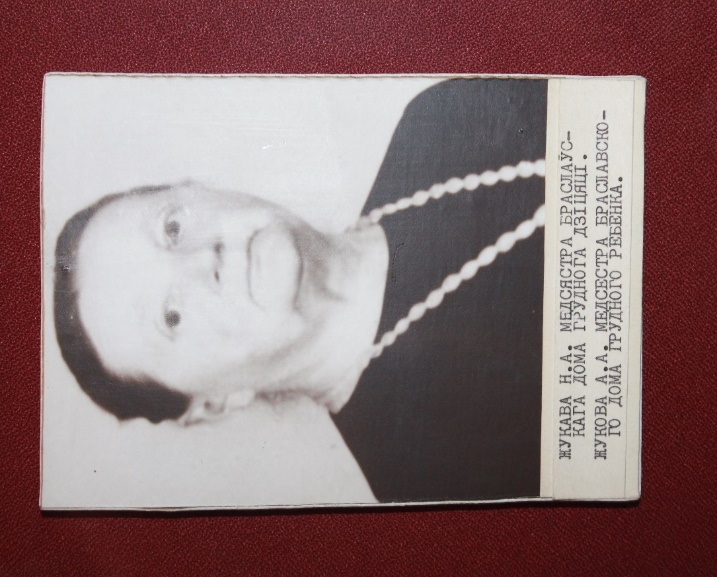 ЖУКАВА Н.А. МЕДСЯСТРА БРАСЛАЎС-
КАГА ДОМА ГРУДНОГА ДЗІЦЯЦІ.
ЖУКОВА А.А. МЕДСЕСТРА БРАСЛАВСКО-
ГО ДОМА ГРУДНОГО РЕБЕНКА.